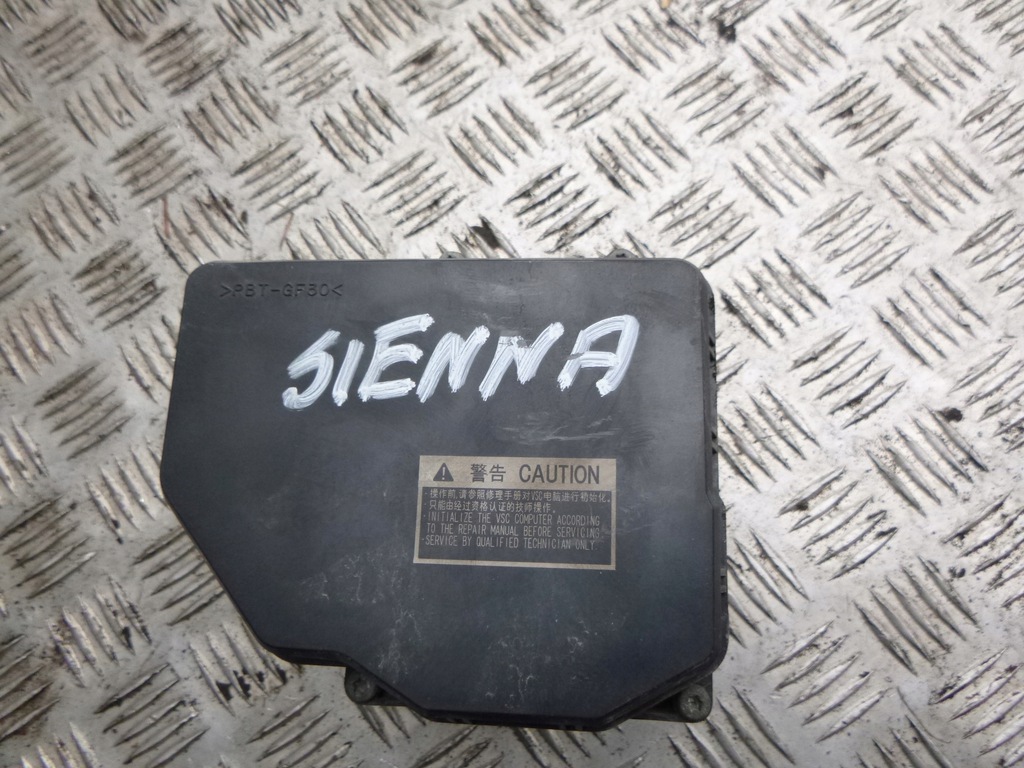 >PBT-GF30<
SIENNA
警告 CAUTION
·操作前,请参照修理手册对VSC电脑进行初始化.
只能由经过资格认证的技师操作.
·INITIALIZE THE VSC COMPUTER ACCORDING
TO THE REPAIR MANUAL BEFORE SERVICING.
·SERVICE BY QUALIFIED TECHNICIAN ONLY.